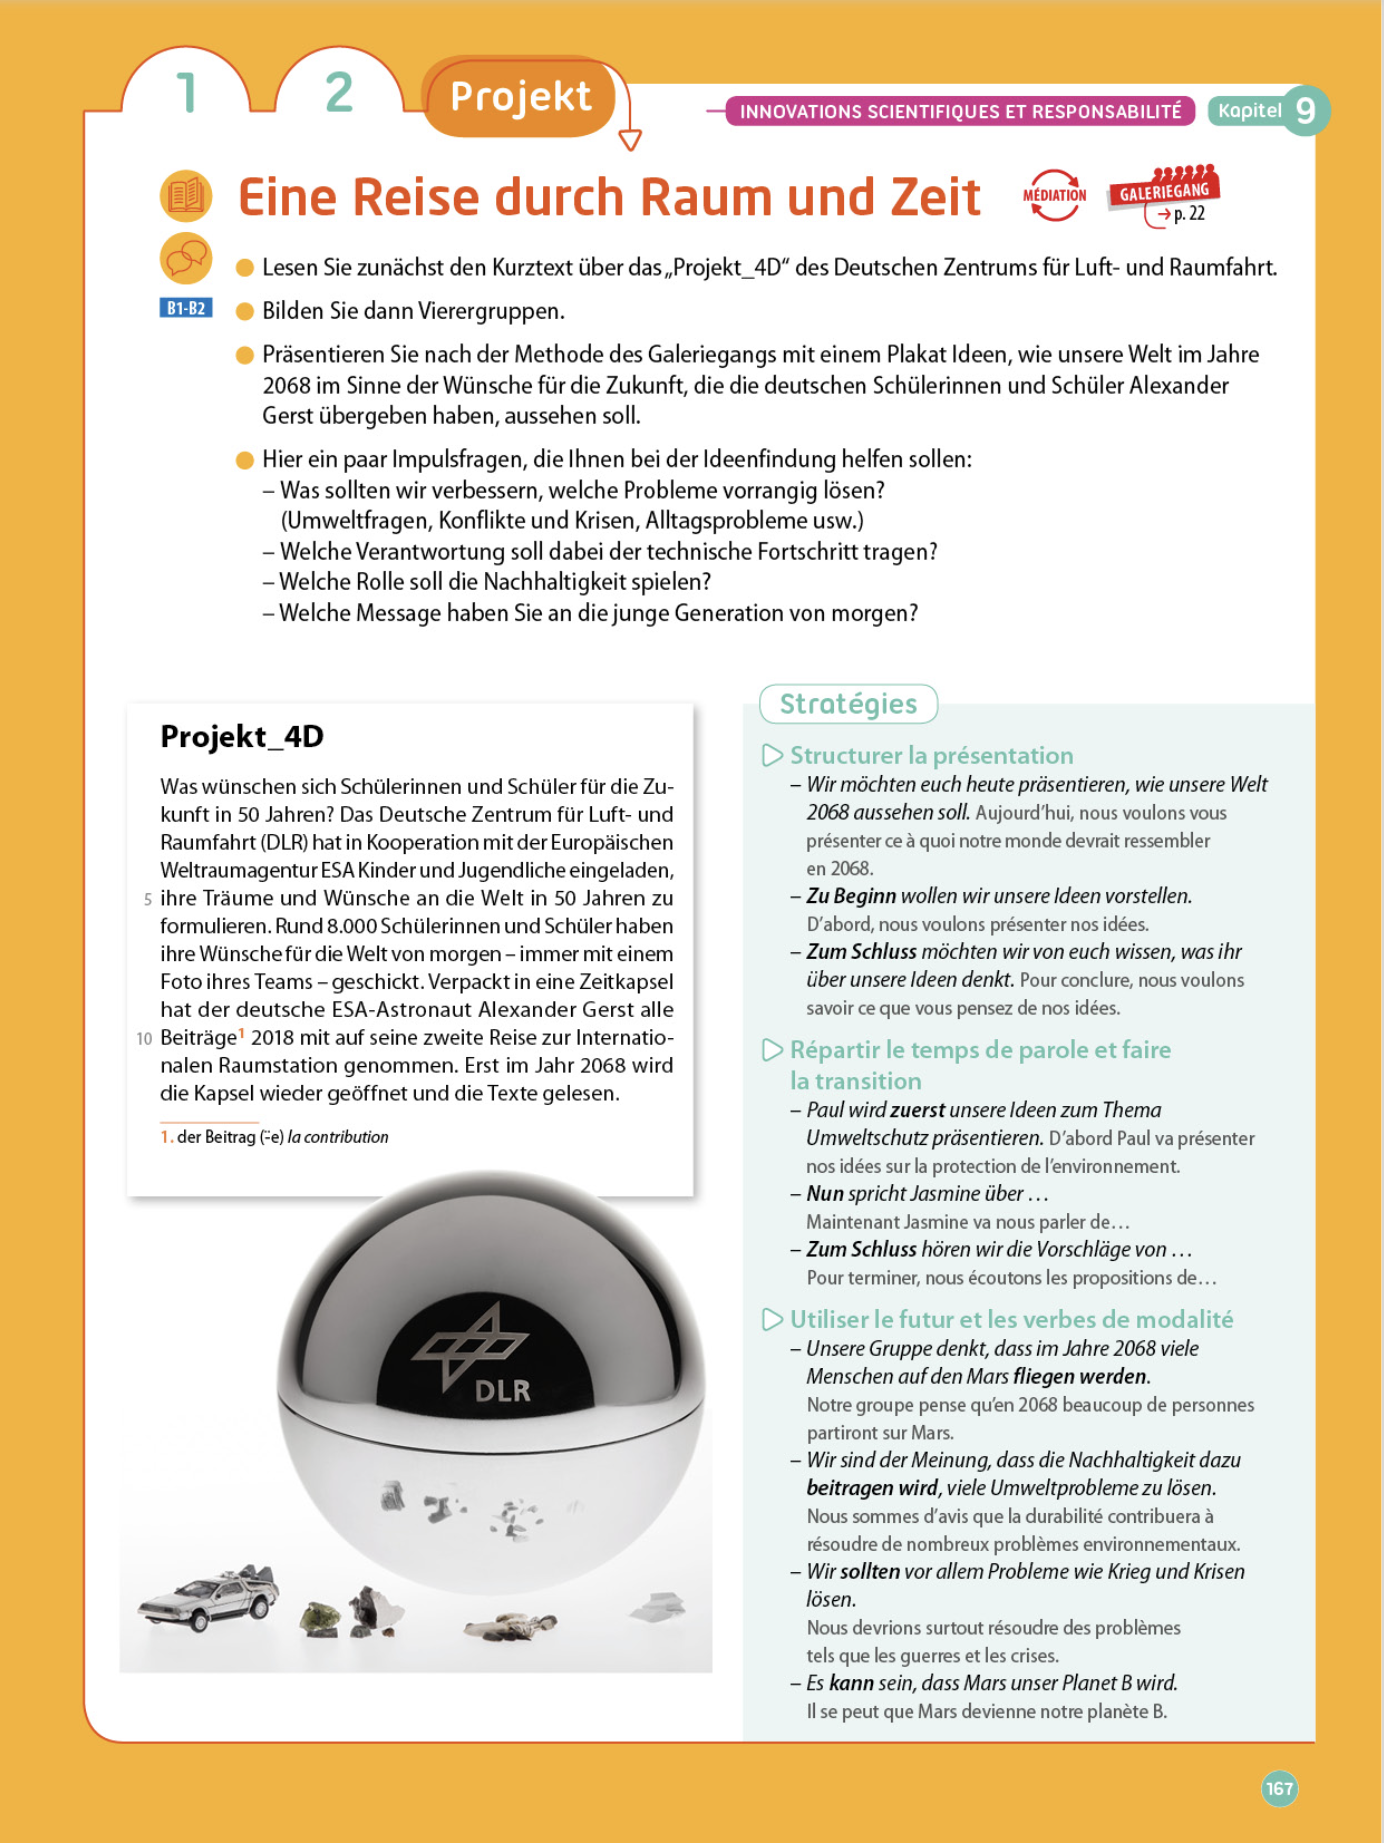 1
2
Projekt
INNOVATIONS SCIENTIFIQUES ET RESPONSABILITÉ
Kapitel 9
Eine Reise durch Raum und Zeit
MÉDIATION
GALERIEGANG
→ p. 22
B1-B2
Lesen Sie zunächst den Kurztext über das „Projekt_4D“ des Deutschen Zentrums für Luft- und Raumfahrt.
Bilden Sie dann Vierergruppen.
Präsentieren Sie nach der Methode des Galeriegangs mit einem Plakat Ideen, wie unsere Welt im Jahre
2068 im Sinne der Wünsche für die Zukunft, die die deutschen Schülerinnen und Schüler Alexander
Gerst übergeben haben, aussehen soll.
Hier ein paar Impulsfragen, die Ihnen bei der Ideenfindung helfen sollen:
– Was sollten wir verbessern, welche Probleme vorrangig lösen?
(Umweltfragen, Konflikte und Krisen, Alltagsprobleme usw.)
– Welche Verantwortung soll dabei der technische Fortschritt tragen?
– Welche Rolle soll die Nachhaltigkeit spielen?
– Welche Message haben Sie an die junge Generation von morgen?
Projekt_4D
Was wünschen sich Schülerinnen und Schüler für die Zu-
kunft in 50 Jahren? Das Deutsche Zentrum für Luft- und
Raumfahrt (DLR) hat in Kooperation mit der Europäischen
Weltraumagentur ESA Kinder und Jugendliche eingeladen,
5 ihre Träume und Wünsche an die Welt in 50 Jahren zu
formulieren. Rund 8.000 Schülerinnen und Schüler haben
ihre Wünsche für die Welt von morgen – immer mit einem
Foto ihres Teams – geschickt. Verpackt in eine Zeitkapsel
hat der deutsche ESA-Astronaut Alexander Gerst alle
10 Beiträge¹ 2018 mit auf seine zweite Reise zur Internatio-
nalen Raumstation genommen. Erst im Jahr 2068 wird
die Kapsel wieder geöffnet und die Texte gelesen.
1. der Beitrag (¨-e) la contribution
DLR
Stratégies
Structurer la présentation
– Wir möchten euch heute präsentieren, wie unsere Welt
2068 aussehen soll. Aujourd’hui, nous voulons vous
présenter ce à quoi notre monde devrait ressembler
en 2068.
– Zu Beginn wollen wir unsere Ideen vorstellen.
D’abord, nous voulons présenter nos idées.
– Zum Schluss möchten wir von euch wissen, was ihr
über unsere Ideen denkt. Pour conclure, nous voulons
savoir ce que vous pensez de nos idées.
Répartir le temps de parole et faire
la transition
– Paul wird zuerst unsere Ideen zum Thema
Umweltschutz präsentieren. D’abord Paul va présenter
nos idées sur la protection de l’environnement.
– Nun spricht Jasmine über …
Maintenant Jasmine va nous parler de…
– Zum Schluss hören wir die Vorschläge von …
Pour terminer, nous écoutons les propositions de…
Utiliser le futur et les verbes de modalité
– Unsere Gruppe denkt, dass im Jahre 2068 viele
Menschen auf den Mars fliegen werden.
Notre groupe pense qu’en 2068 beaucoup de personnes
partiront sur Mars.
– Wir sind der Meinung, dass die Nachhaltigkeit dazu
beitragen wird, viele Umweltprobleme zu lösen.
Nous sommes d’avis que la durabilité contribuera à
résoudre de nombreux problèmes environnementaux.
– Wir sollten vor allem Probleme wie Krieg und Krisen
lösen.
Nous devrions surtout résoudre des problèmes
tels que les guerres et les crises.
– Es kann sein, dass Mars unser Planet B wird.
Il se peut que Mars devienne notre planète B.
167